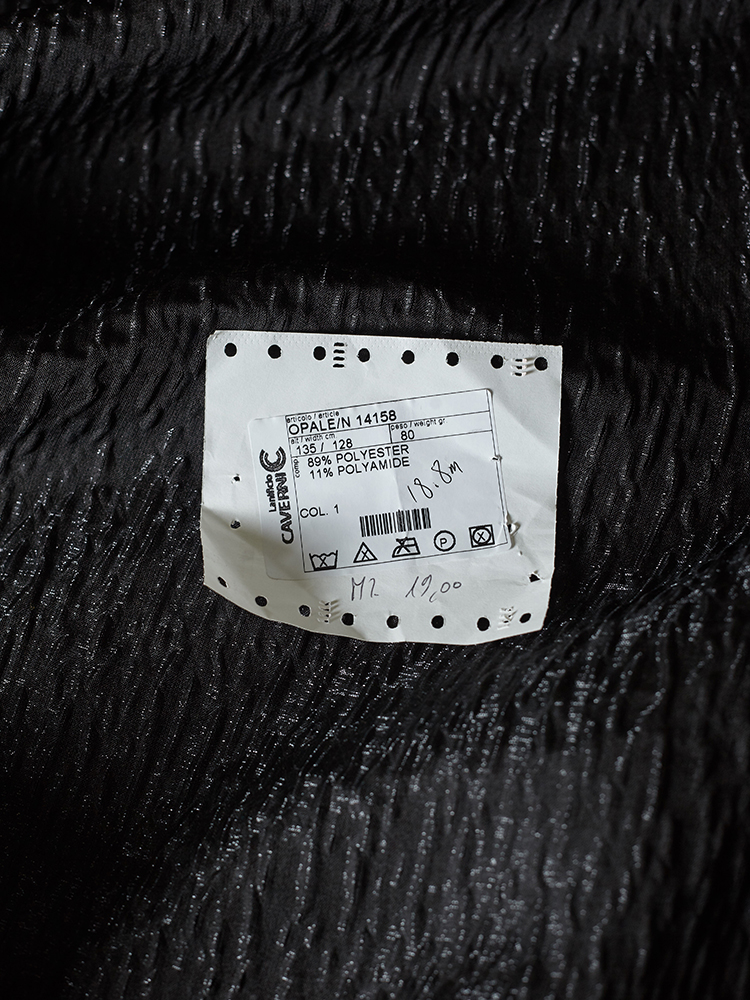 Lanificio
CAVERNI
articolo / article
OPALE/N 14158
alt / width cm
135 / 128
peso / weight gr
80
comp.
89% POLYESTER
11% POLYAMIDE
18.8m
COL. 1
P
M2 19,00